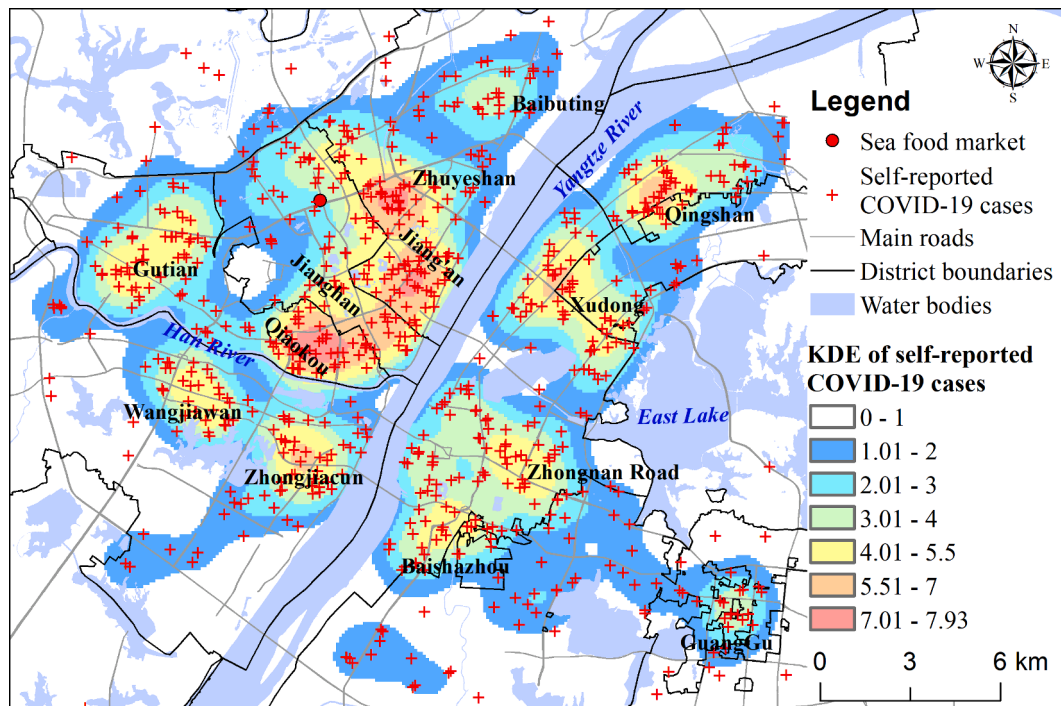 N
W
E
S
Baibuting
Legend
Sea food market
Yangtze River
Zhuyeshan
Self-reported
COVID-19 cases
Qingshan
Main roads
Jiang'an
District boundaries
Gutian
Jianghan
Xudong
Water bodies
Qiaokou
Han River
KDE of self-reported
COVID-19 cases
Wangjiawan
East Lake
0 - 1
1.01 - 2
Zhongjiacun
Zhongnan Road
2.01 - 3
3.01 - 4
4.01 - 5.5
Baishazhou
5.51 - 7
7.01 - 7.93
GuangGu
0 3 6 km